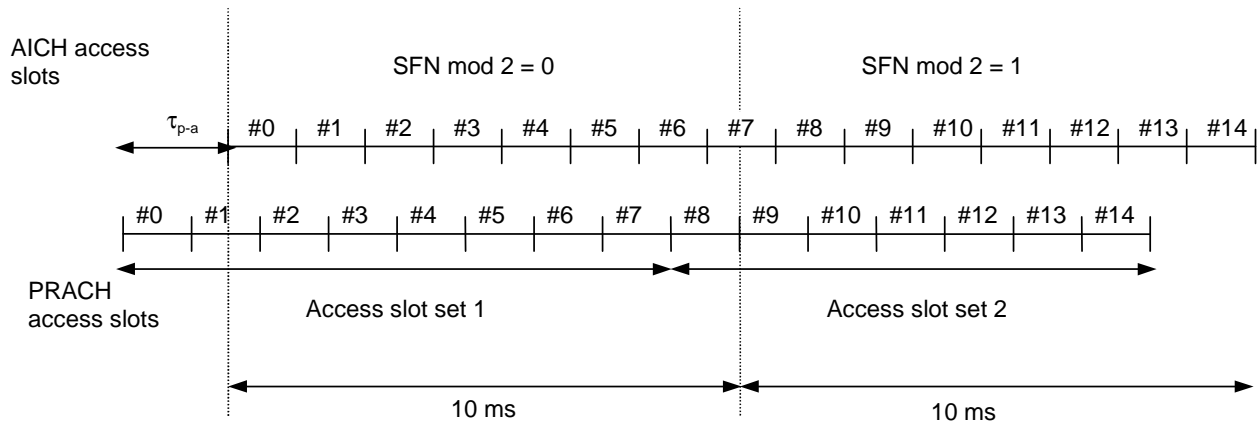 AICH access
slots
SFN mod 2 = 0
SFN mod 2 = 1
τp-a
#0 #1 #2 #3 #4 #5 #6 #7 #8 #9 #10 #11 #12 #13 #14
#0 #1 #2 #3 #4 #5 #6 #7 #8 #9 #10 #11 #12 #13 #14
PRACH
access slots
Access slot set 1
Access slot set 2
10 ms
10 ms